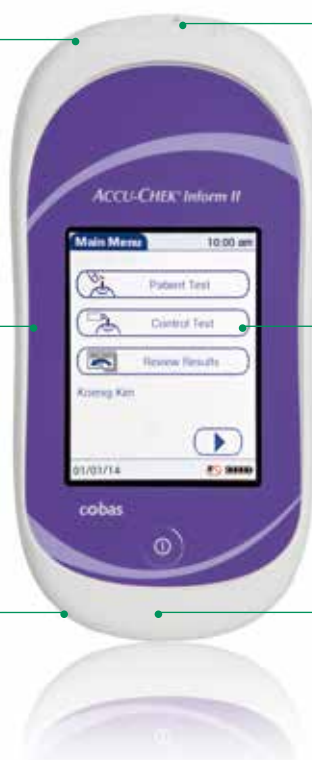 ACCU-CHEK® Inform II
Main Menu 10:00 am
Patient Test
Control Test
Review Results
Koenig Kim
01/01/14
cobas